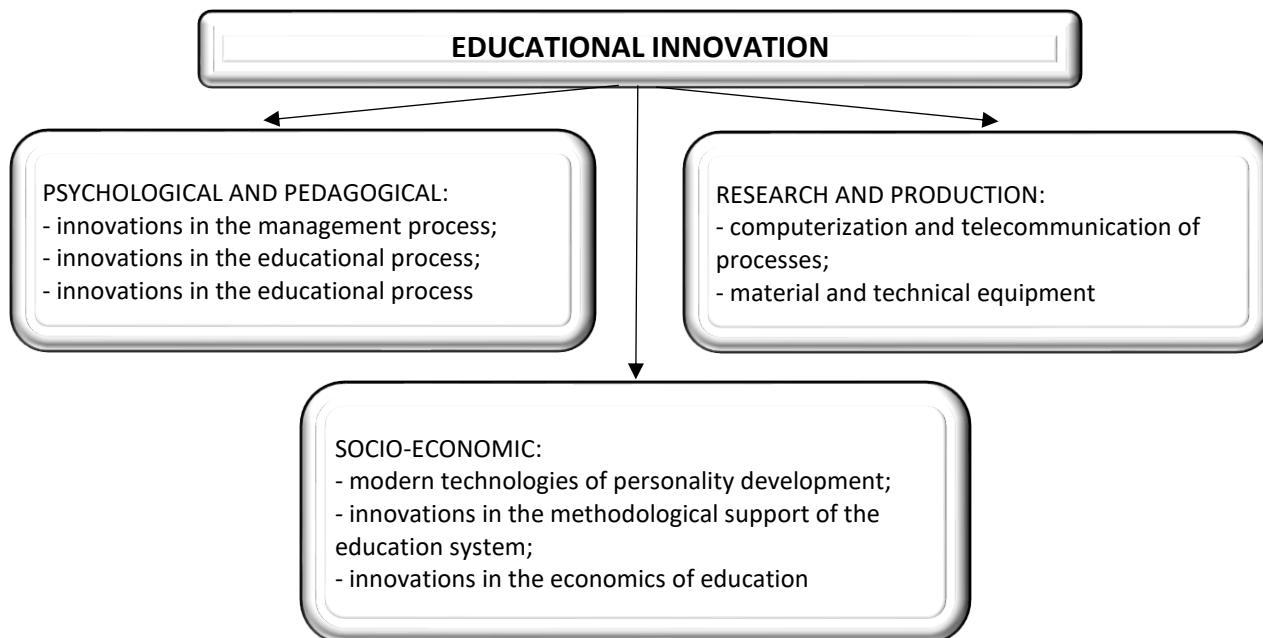 EDUCATIONAL INNOVATION
PSYCHOLOGICAL AND PEDAGOGICAL:
- innovations in the management process;
- innovations in the educational process;
- innovations in the educational process
RESEARCH AND PRODUCTION:
- computerization and telecommunication of
processes;
- material and technical equipment
SOCIO-ECONOMIC:
- modern technologies of personality development;
- innovations in the methodological support of the
education system;
- innovations in the economics of education